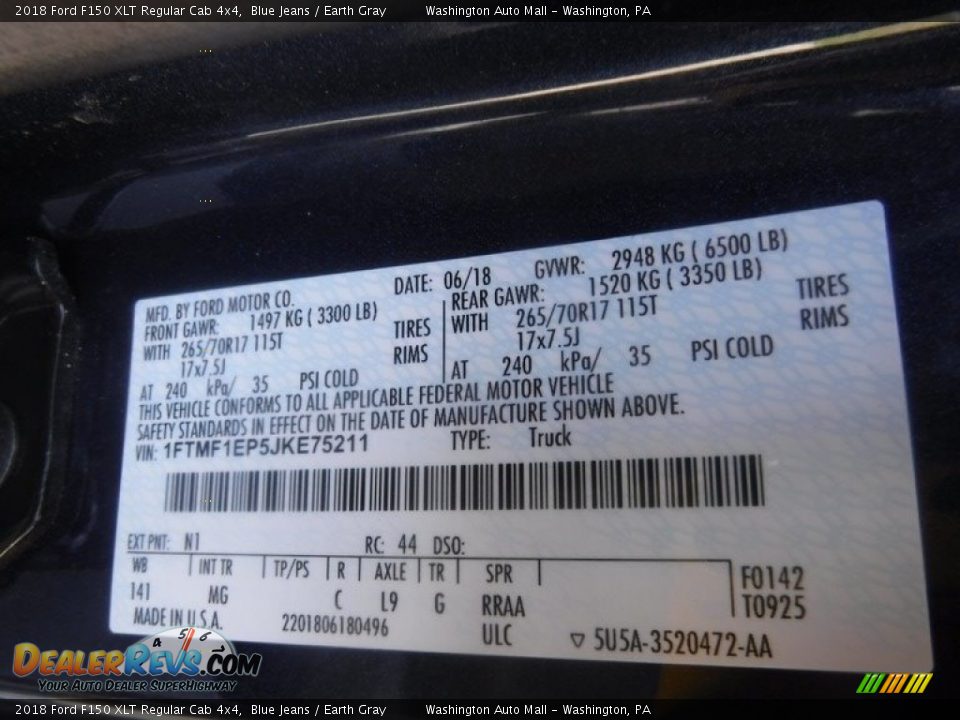 2018 Ford F150 XLT Regular Cab 4x4, Blue Jeans / Earth Gray Washington Auto Mall - Washington, PA
MFD. BY FORD MOTOR CO. DATE: 06/18 GVWR: 2948 KG ( 6500 LB)
FRONT GAWR: 1497 KG ( 3300 LB) REAR GAWR: 1520 KG ( 3350 LB)
WITH 265/70R17 115T TIRES WITH 265/70R17 115T TIRES
17x7.5J RIMS 17x7.5J RIMS
AT 240 kPa/ 35 PSI COLD AT 240 kPa/ 35 PSI COLD
THIS VEHICLE CONFORMS TO ALL APPLICABLE FEDERAL MOTOR VEHICLE
SAFETY STANDARDS IN EFFECT ON THE DATE OF MANUFACTURE SHOWN ABOVE.
VIN: 1FTMF1EP5JKE75211 TYPE: Truck
EXT PNT: N1 RC: 44 DSO:
WB INT TR TP/PS R AXLE TR SPR F0142
141 MG C L9 G RRAA T0925
MADE IN U.S.A. 2201806180496 ULC ▽ 5U5A-3520472-AA
4 5 6
DEALERREVS.COM
YOUR AUTO DEALER SUPERHIGHWAY
2018 Ford F150 XLT Regular Cab 4x4, Blue Jeans / Earth Gray Washington Auto Mall - Washington, PA